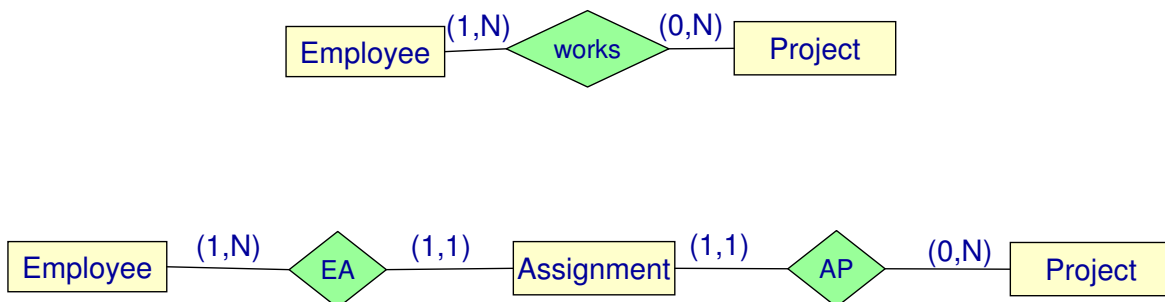 (1,N) (0,N)
Employee works Project
(1,N) (1,1) (1,1) (0,N)
Employee EA Assignment AP Project